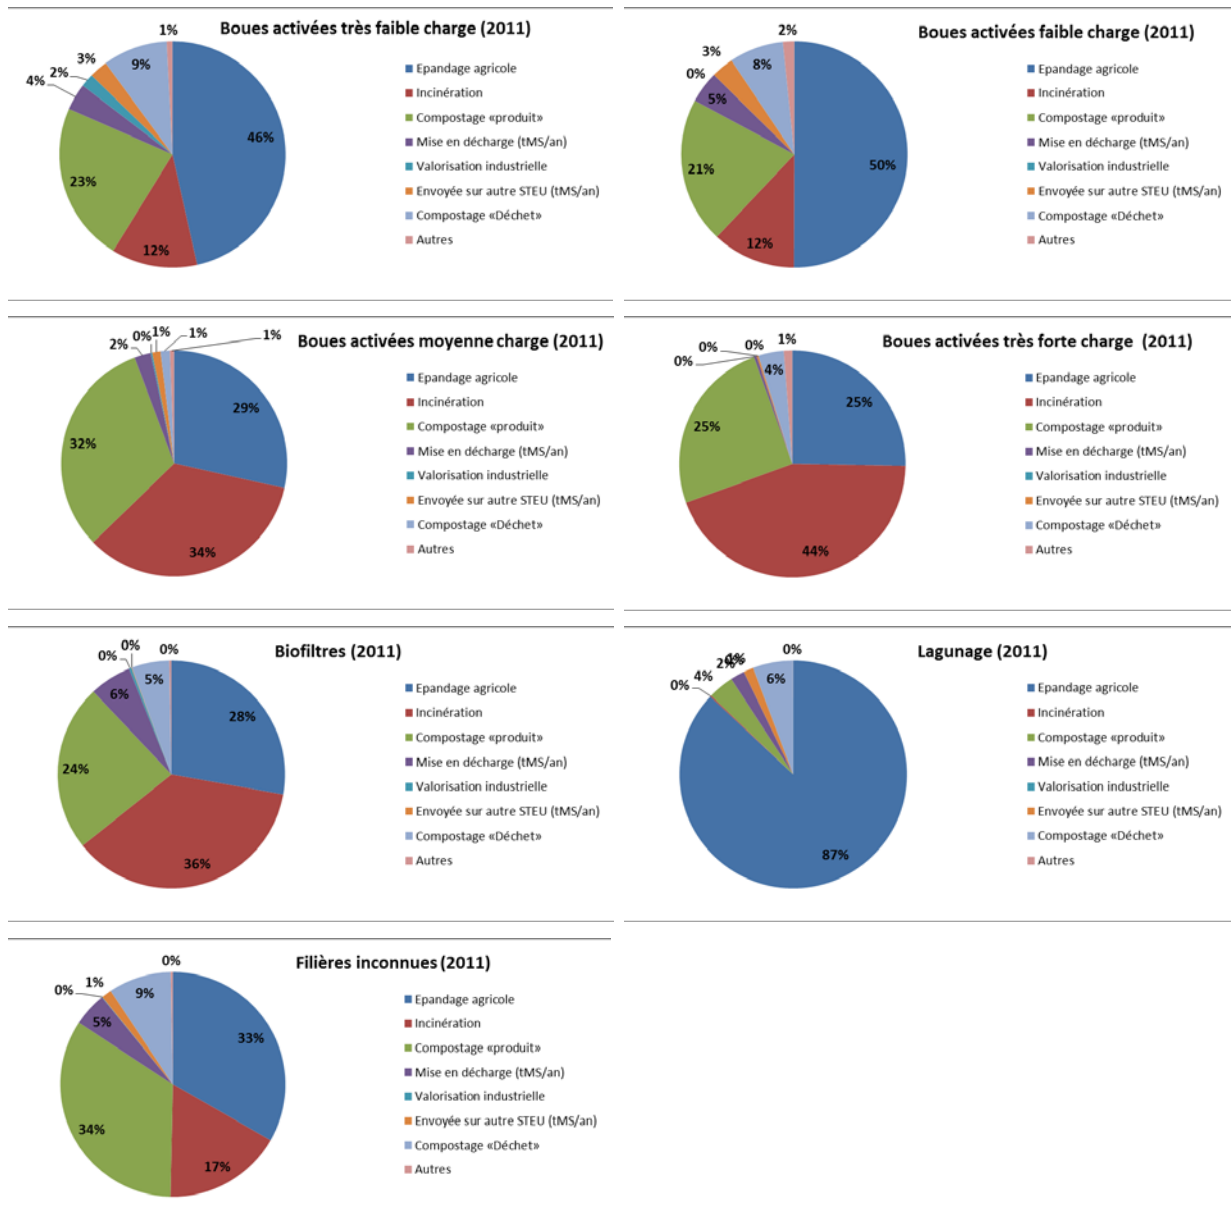 Boues activées très faible charge (2011)
1%
9%
3%
2%
4%
46%
23%
12%
Epandage agricole
Incinération
Compostage «produit»
Mise en décharge (tMS/an)
Valorisation industrielle
Envoyée sur autre STEU (tMS/an)
Compostage «Déchet»
Autres
Boues activées faible charge (2011)
2%
8%
3%
0%
5%
50%
21%
12%
Epandage agricole
Incinération
Compostage «produit»
Mise en décharge (tMS/an)
Valorisation industrielle
Envoyée sur autre STEU (tMS/an)
Compostage «Déchet»
Autres
Boues activées moyenne charge (2011)
2%
0%
1%
1%
1%
29%
32%
34%
Epandage agricole
Incinération
Compostage «produit»
Mise en décharge (tMS/an)
Valorisation industrielle
Envoyée sur autre STEU (tMS/an)
Compostage «Déchet»
Autres
Boues activées très forte charge (2011)
0%
0%
0%
1%
4%
25%
25%
44%
Epandage agricole
Incinération
Compostage «produit»
Mise en décharge (tMS/an)
Valorisation industrielle
Envoyée sur autre STEU (tMS/an)
Compostage «Déchet»
Autres
Biofiltres (2011)
0%
0%
0%
5%
6%
28%
24%
36%
Epandage agricole
Incinération
Compostage «produit»
Mise en décharge (tMS/an)
Valorisation industrielle
Envoyée sur autre STEU (tMS/an)
Compostage «Déchet»
Autres
Lagunage (2011)
0%
4%
2%
0%
6%
87%
Epandage agricole
Incinération
Compostage «produit»
Mise en décharge (tMS/an)
Valorisation industrielle
Envoyée sur autre STEU (tMS/an)
Compostage «Déchet»
Autres
Filières inconnues (2011)
0%
1%
0%
9%
5%
33%
34%
17%
Epandage agricole
Incinération
Compostage «produit»
Mise en décharge (tMS/an)
Valorisation industrielle
Envoyée sur autre STEU (tMS/an)
Compostage «Déchet»
Autres